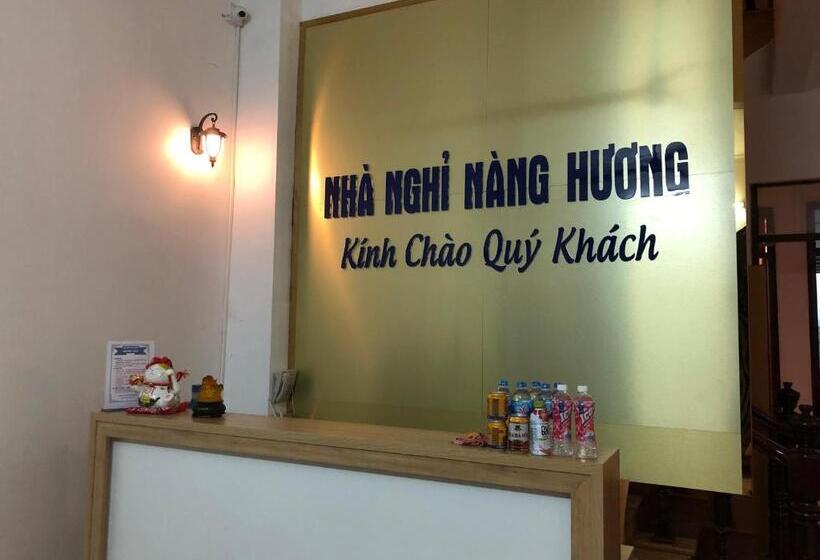 NHÀ NGHỈ NÀNG HƯƠNG
Kính Chào Quý Khách